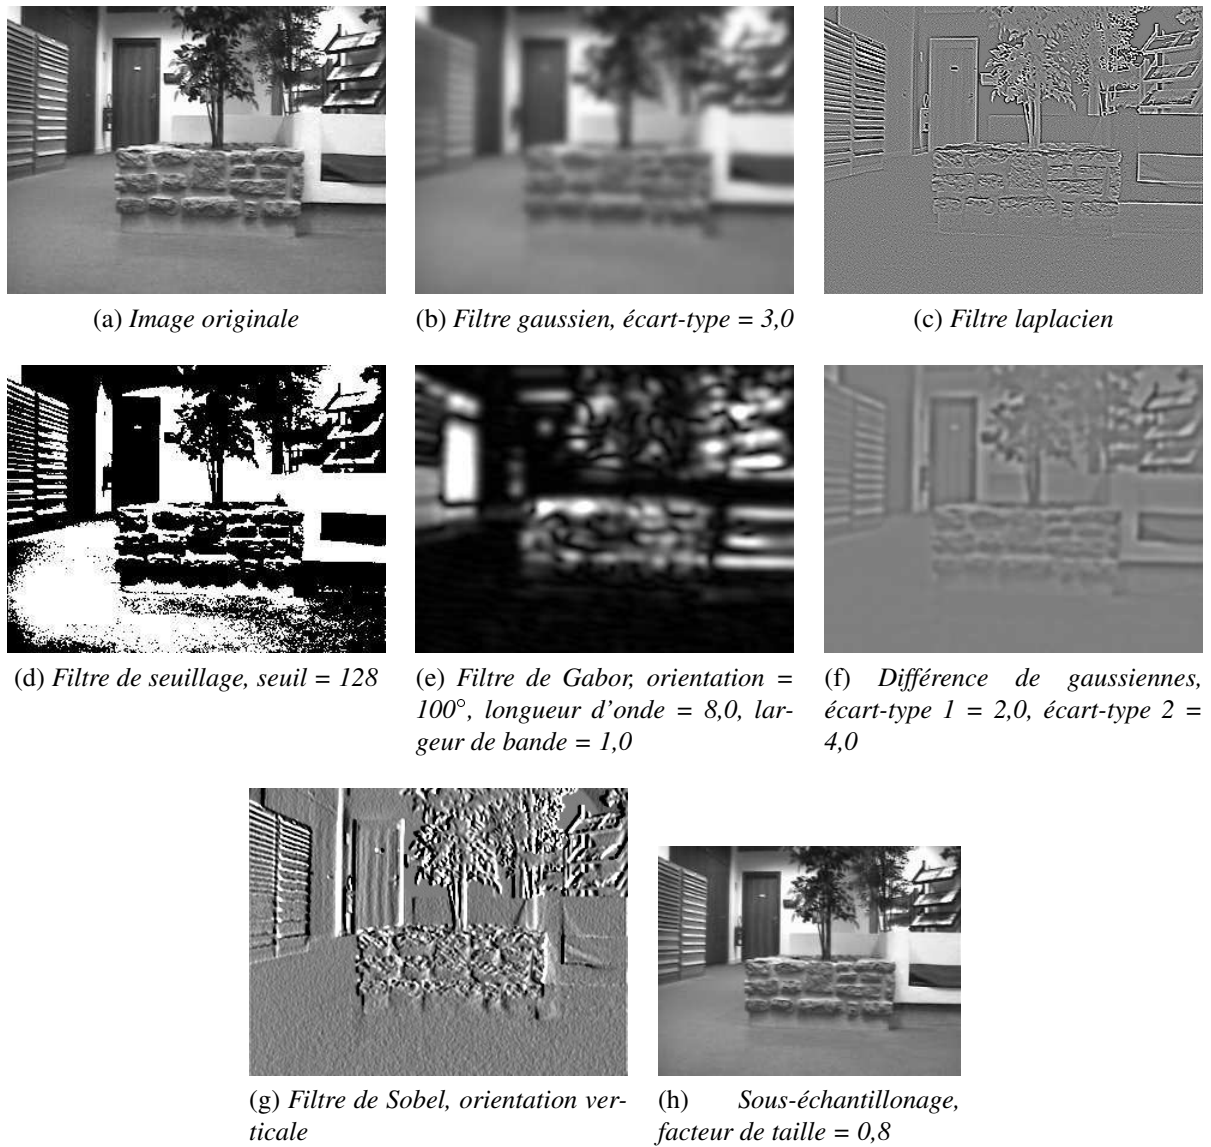 (a) Image originale
(b) Filtre gaussien, écart-type = 3,0
(c) Filtre laplacien
(d) Filtre de seuillage, seuil = 128
(e) Filtre de Gabor, orientation =
100°, longueur d'onde = 8,0, lar-
geur de bande = 1,0
(f) Différence de gaussiennes,
écart-type 1 = 2,0, écart-type 2 =
4,0
(g) Filtre de Sobel, orientation ver-
ticale
(h) Sous-échantillonage,
facteur de taille = 0,8